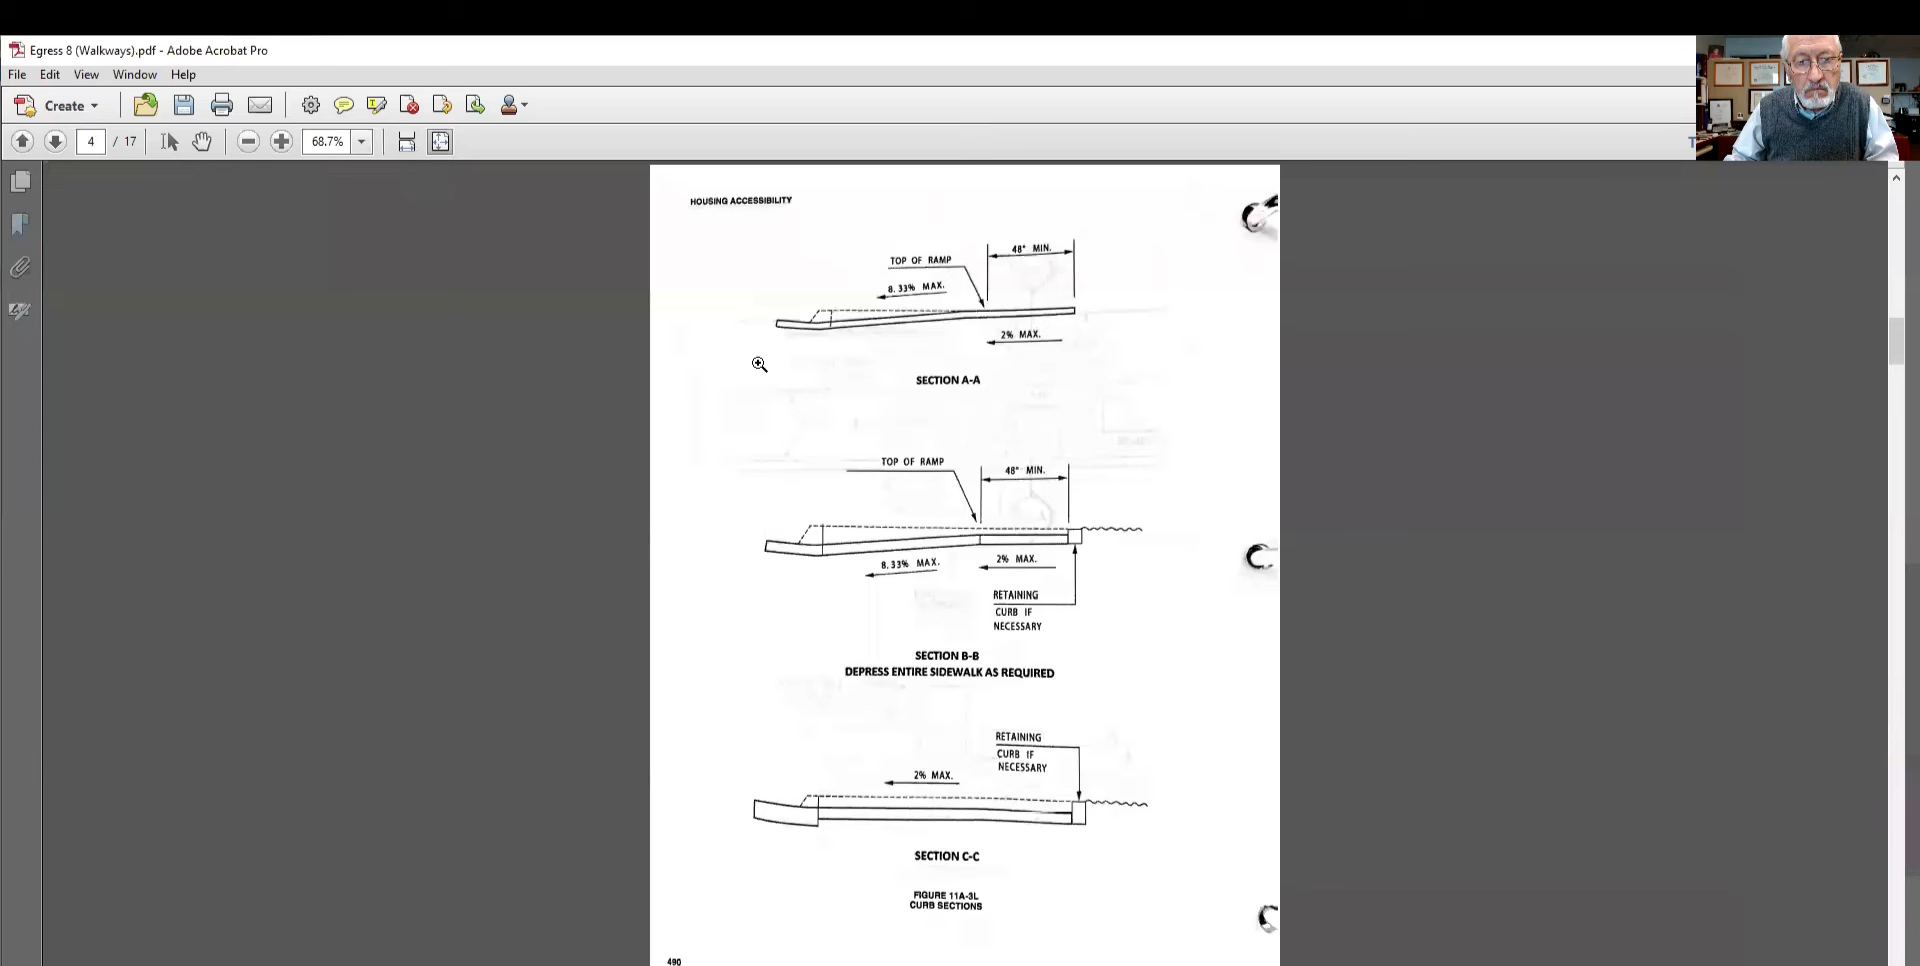 Egress 8 (Walkways).pdf - Adobe Acrobat Pro
File Edit View Window Help
Create
4 / 17 68.7%
HOUSING ACCESSIBILITY
48" MIN.
TOP OF RAMP
8.33% MAX.
2% MAX.
SECTION A-A
TOP OF RAMP
48" MIN.
8.33% MAX.
2% MAX.
RETAINING
CURB IF
NECESSARY
SECTION B-B
DEPRESS ENTIRE SIDEWALK AS REQUIRED
RETAINING
CURB IF
NECESSARY
2% MAX.
SECTION C-C
FIGURE 11A-3L
CURB SECTIONS
490